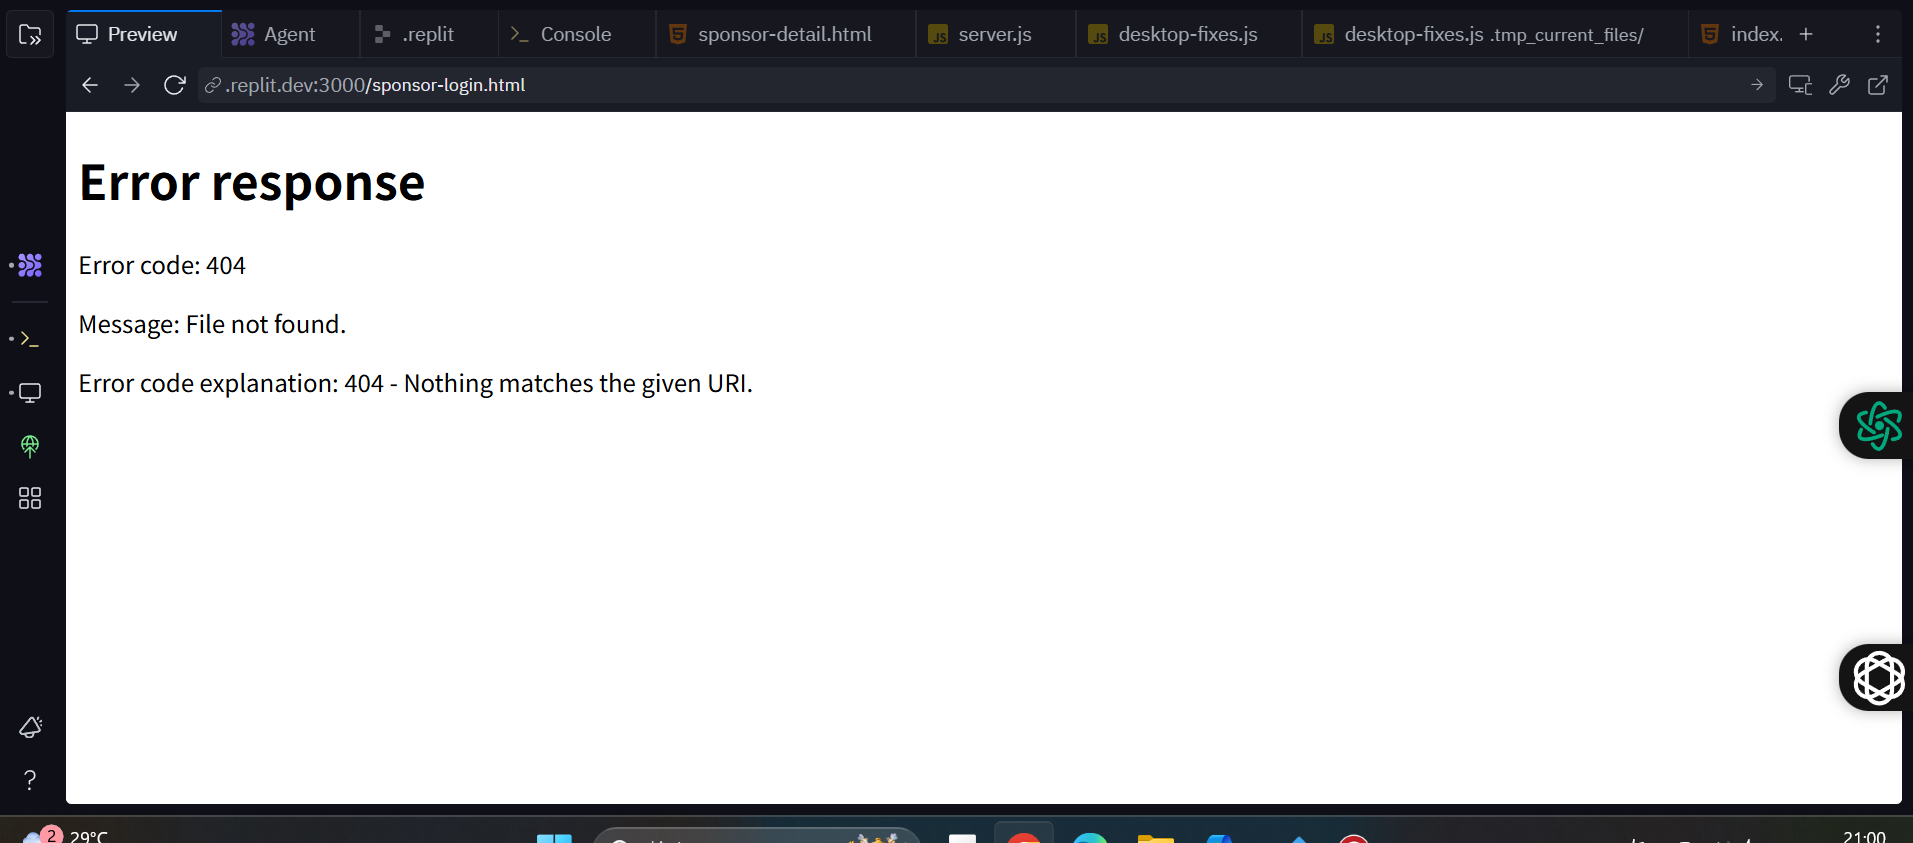 Preview
Agent
.replit
Console
sponsor-detail.html
server.js
desktop-fixes.js
desktop-fixes.js .tmp_current_files/
index.
.replit.dev:3000/sponsor-login.html
Error response
Error code: 404
Message: File not found.
Error code explanation: 404 - Nothing matches the given URI.
2
29°C
21:00